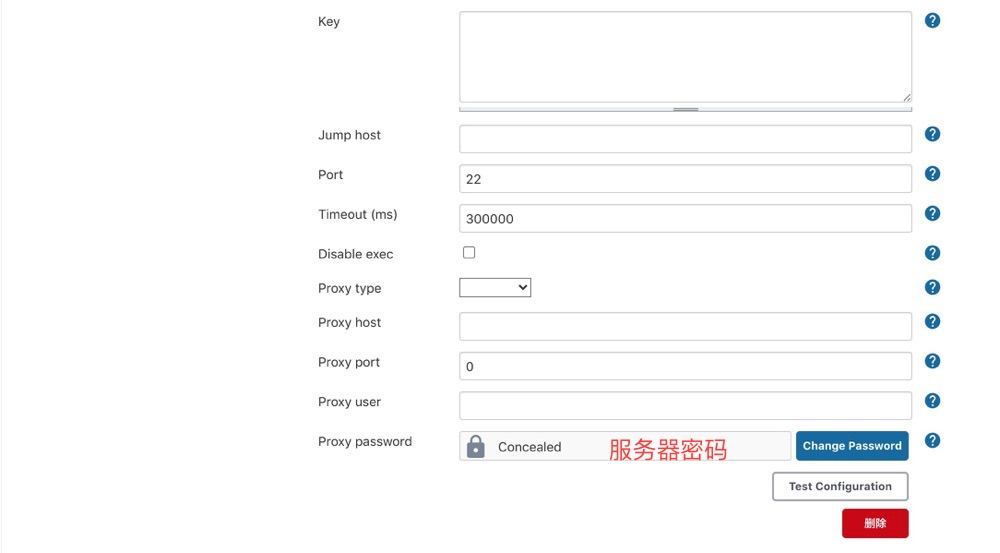 Key
Jump host
Port 22
Timeout (ms) 300000
Disable exec
Proxy type
Proxy host
Proxy port 0
Proxy user
Proxy password Concealed 服务器密码 Change Password
Test Configuration
删除